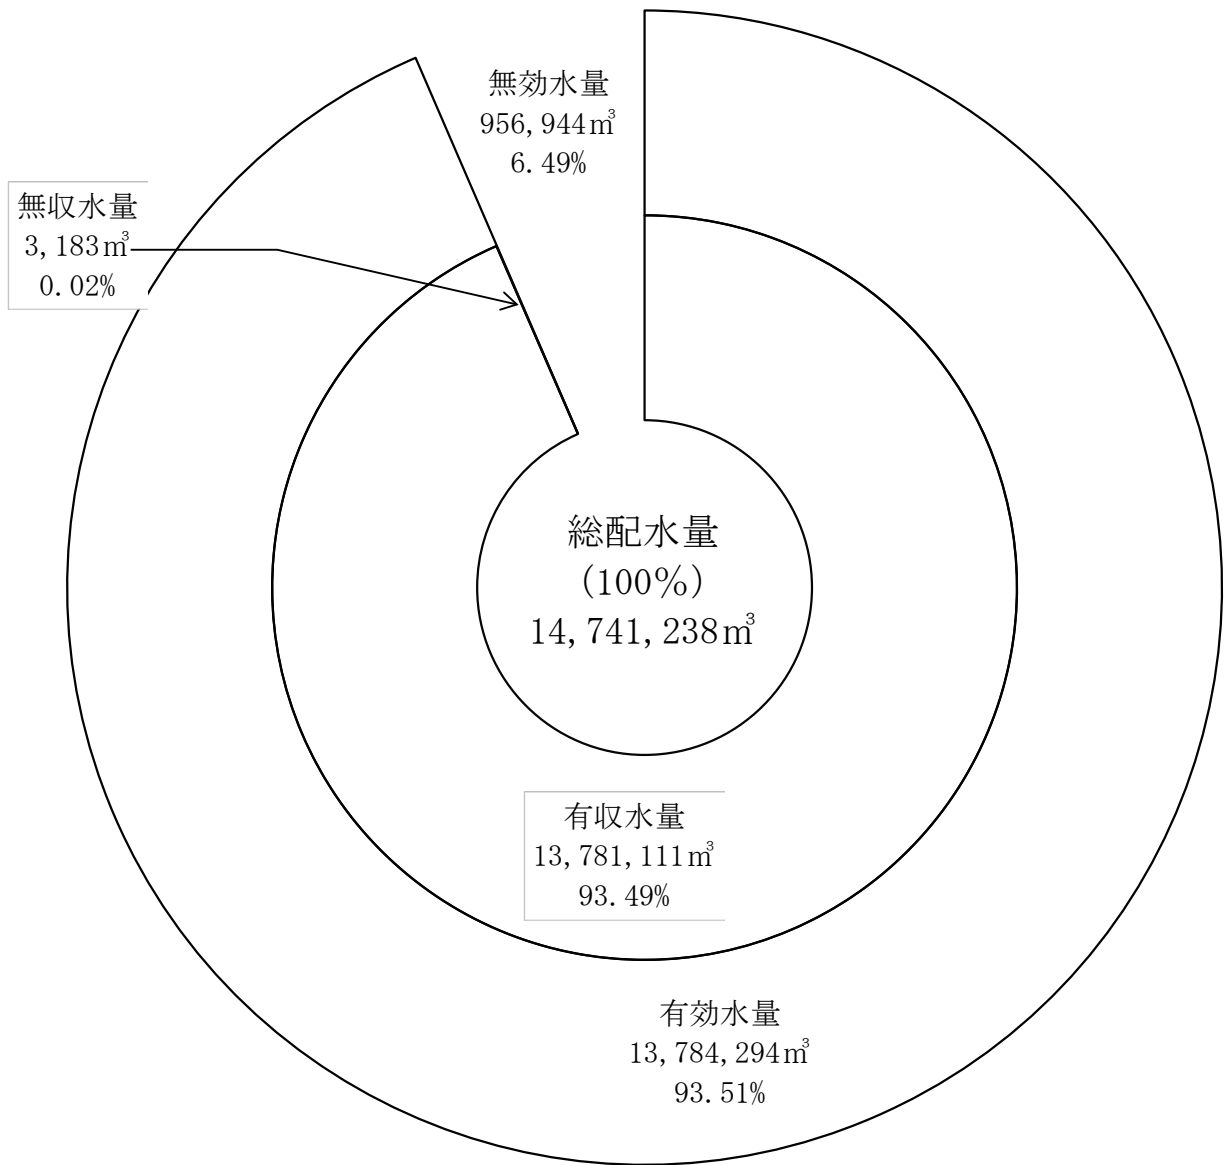 無効水量
956,944㎥
6.49%
無収水量
3,183㎥
0.02%
総配水量
(100%)
14,741,238㎥
有収水量
13,781,111㎥
93.49%
有効水量
13,784,294㎥
93.51%